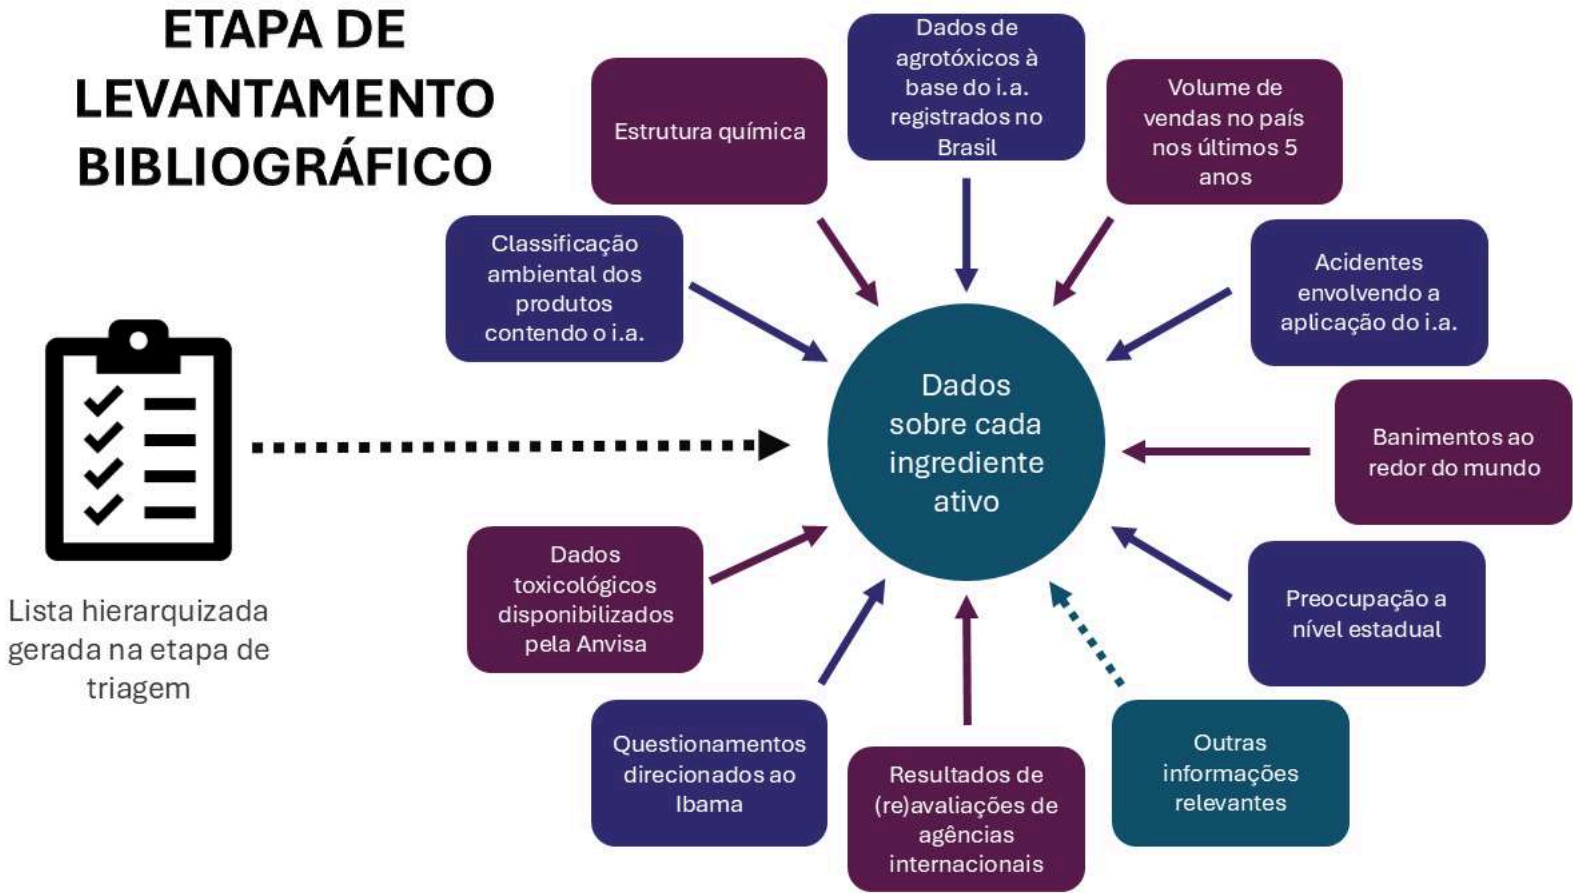 ETAPA DE
LEVANTAMENTO
BIBLIOGRÁFICO
Dados de
agrotóxicos à
base do i.a.
registrados no
Brasil
Estrutura química
Volume de
vendas no país
nos últimos 5
anos
Classificação
ambiental dos
produtos
contendo o i.a.
Acidentes
envolvendo a
aplicação do i.a.
Dados
sobre cada
ingrediente
ativo
Banimentos ao
redor do mundo
Dados
toxicológicos
disponibilizados
pela Anvisa
Preocupação a
nível estadual
Lista hierarquizada
gerada na etapa de
triagem
Questionamentos
direcionados ao
Ibama
Resultados de
(re)avaliações de
agências
internacionais
Outras
informações
relevantes